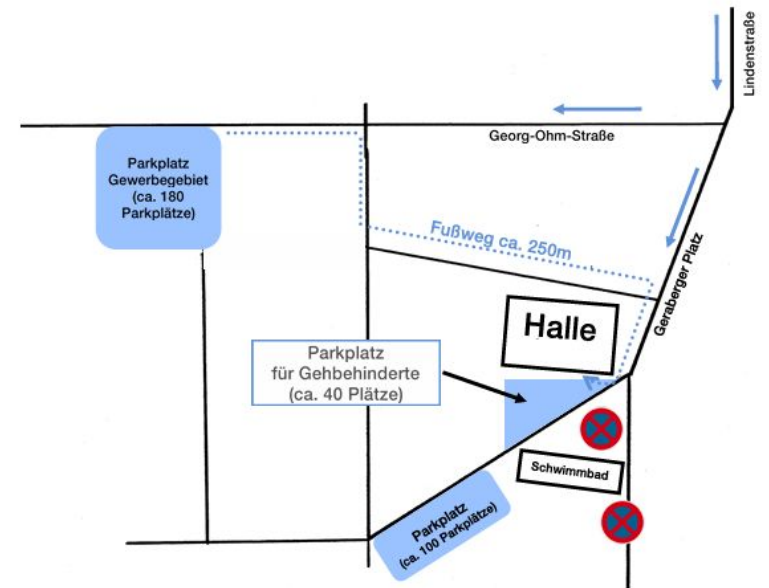 Lindenstraße
Georg-Ohm-Straße
Parkplatz
Gewerbegebiet
(ca. 180
Parkplätze)
Fußweg ca. 250m
Geraberger Platz
Halle
Parkplatz
für Gehbehinderte
(ca. 40 Plätze)
Schwimmbad
Parkplatz
(ca. 100 Parkplätze)